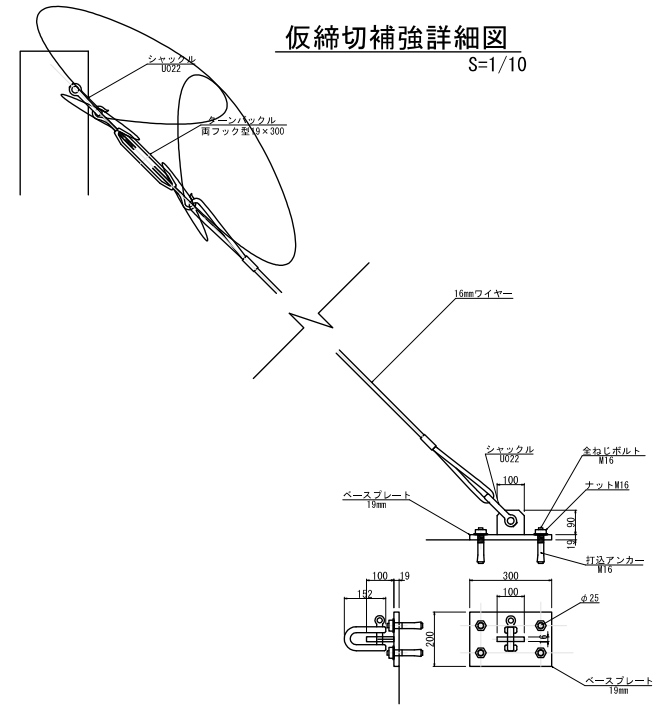 仮締切補強詳細図
S=1/10
シャックル
U022
ターンバックル
両フック型19×300
16mmワイヤー
シャックル
U022
100
全ねじボルト
M16
ナットM16
ベースプレート
19mm
90
19
打込アンカー
M16
100
19
152
300
100
φ25
200
16
ベースプレート
19mm